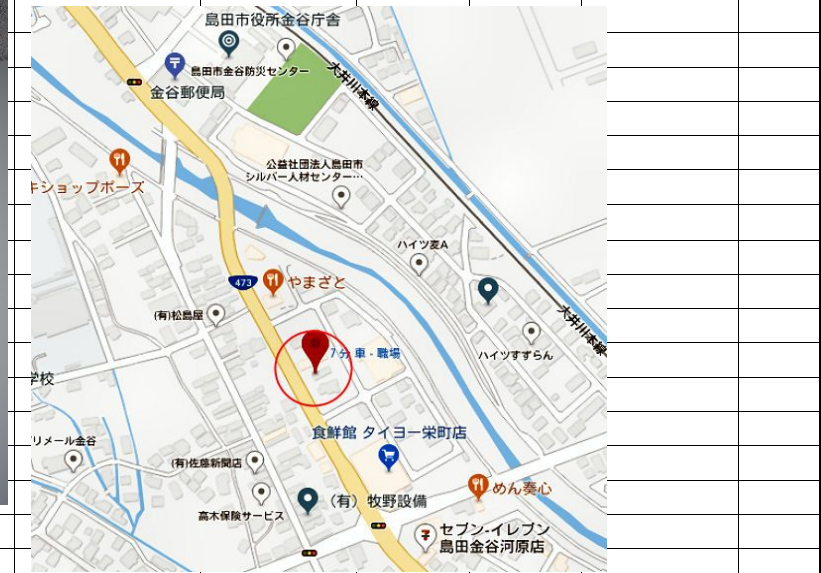 島田市役所金谷庁舎
島田市金谷防災センター
金谷郵便局
大井川本線
公益社団法人島田市
シルバー人材センター…
キショップポーズ
ハイツ麦A
473
やまざと
(有)松島屋
大井川本線
7 分 車 - 職場
ハイツすずらん
学校
食鮮館 タイヨー栄町店
リメール金谷
(有)佐藤新聞店
めん奏心
高木保険サービス
（有）牧野設備
セブン-イレブン
島田金谷河原店